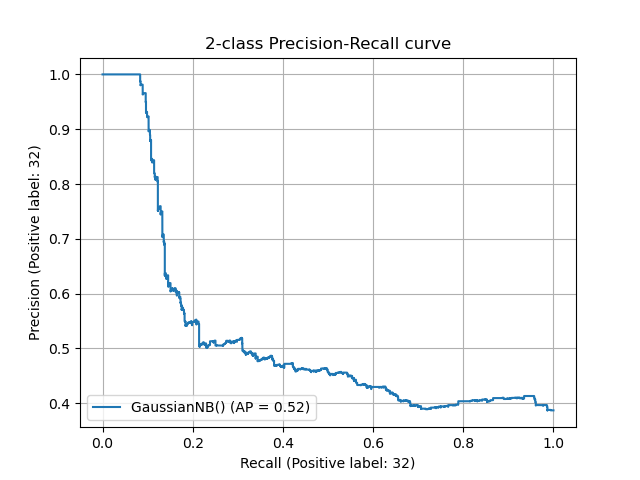 2-class Precision-Recall curve
1.0
0.9
0.8
0.7
0.6
0.5
0.4
Precision (Positive label: 32)
GaussianNB() (AP = 0.52)
0.0 0.2 0.4 0.6 0.8 1.0
Recall (Positive label: 32)